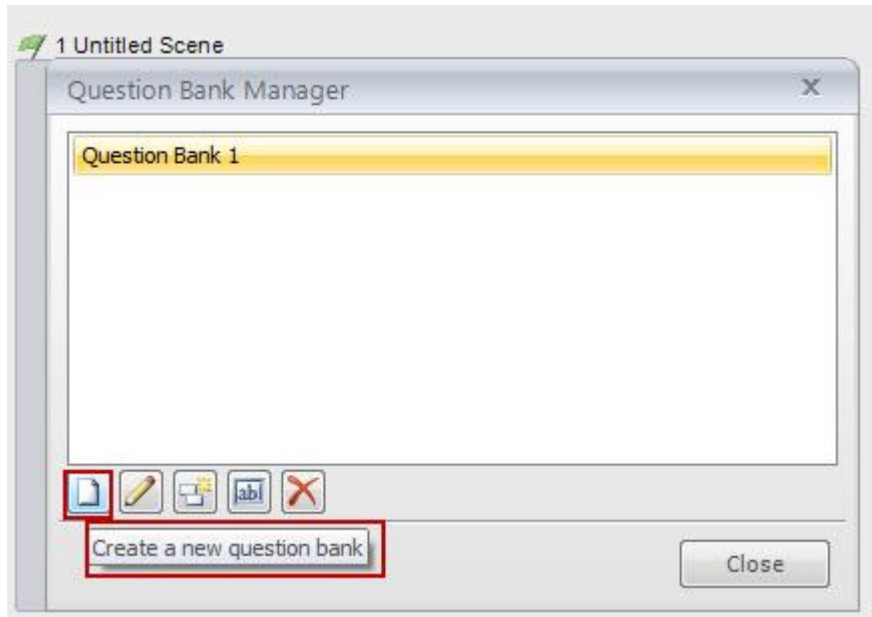 1 Untitled Scene
Question Bank Manager
x
Question Bank 1
abl
Create a new question bank
Close